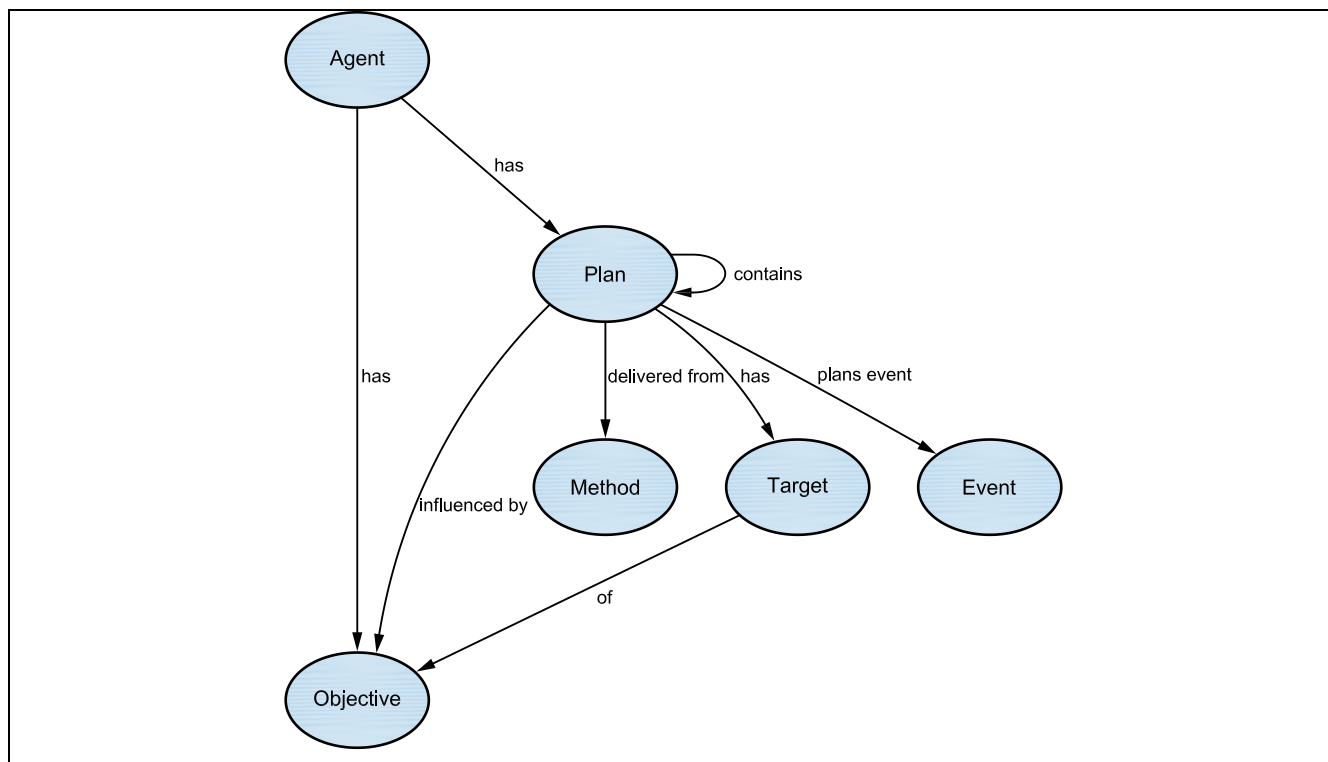 Agent
has
Plan
contains
has
delivered from
has
plans event
influenced by
Method
Target
Event
of
Objective